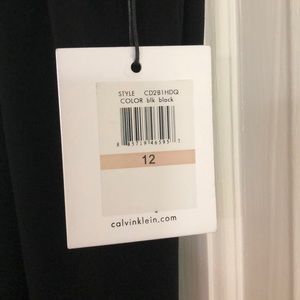 STYLE CD2B1HDQ
COLOR blk black
12
calvinklein.com